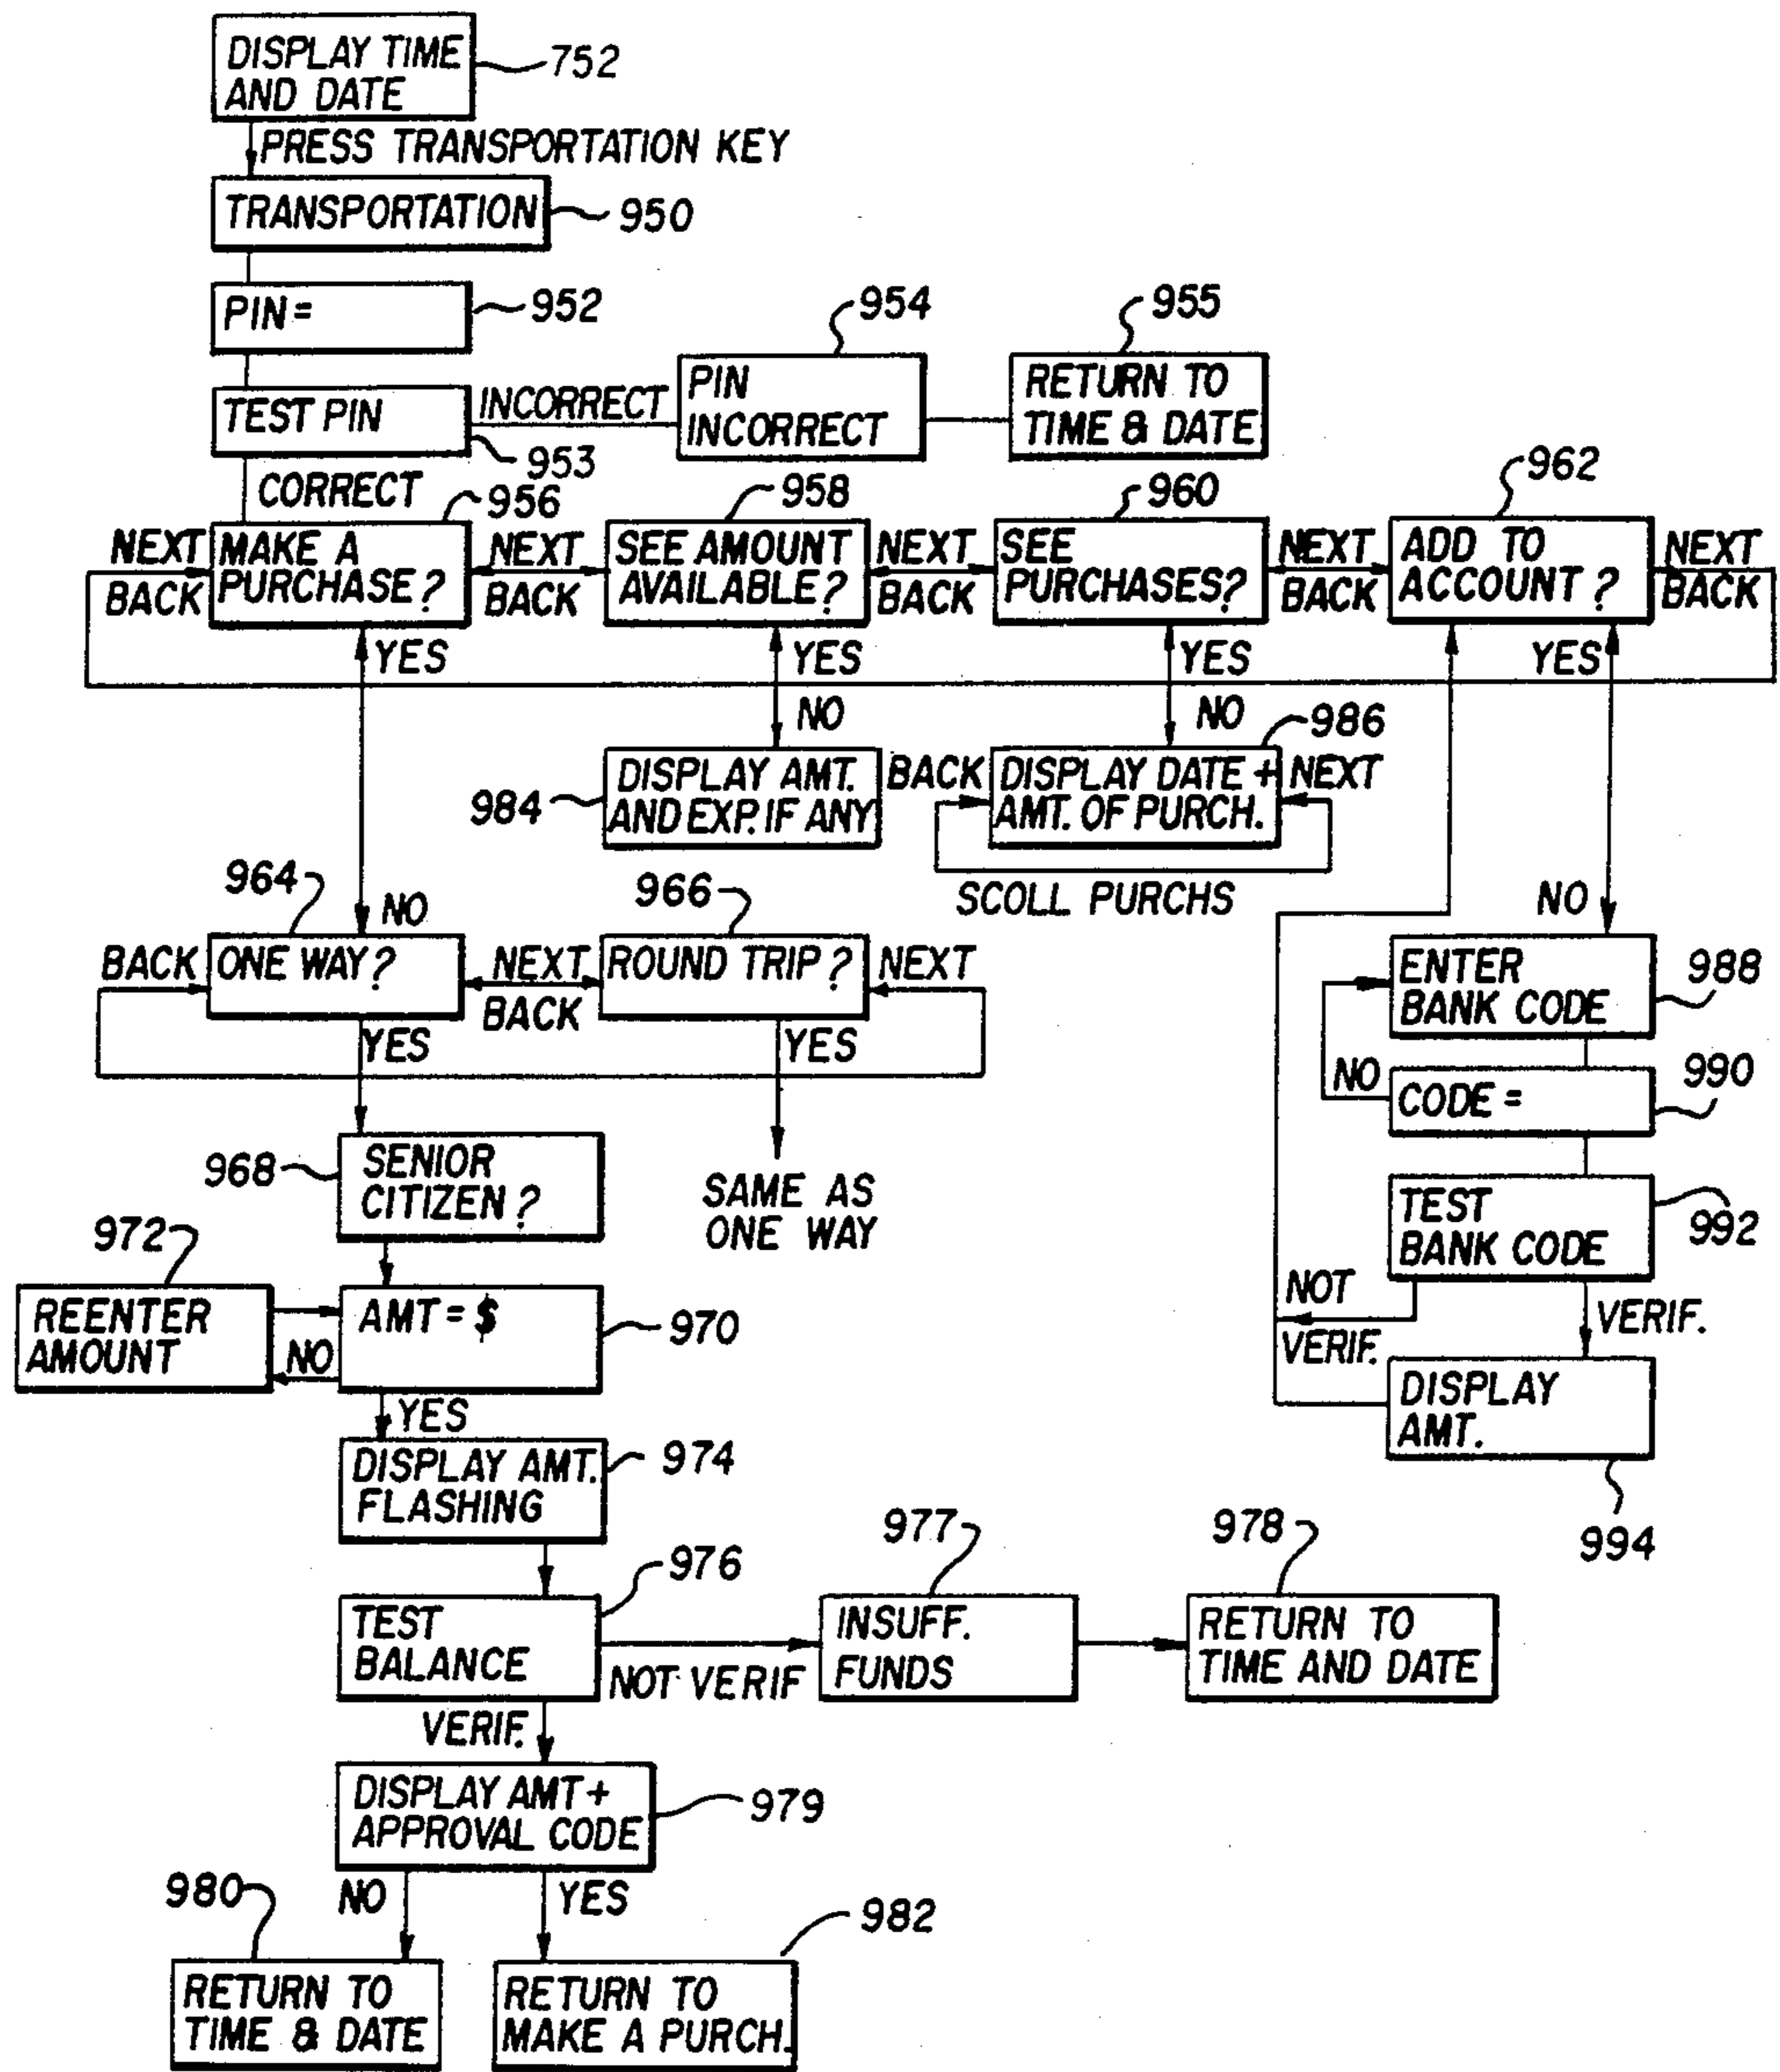 DISPLAY TIME
AND DATE
752
PRESS TRANSPORTATION KEY
TRANSPORTATION
950
PIN =
952
TEST PIN
953
INCORRECT
PIN
INCORRECT
954
RETURN TO
TIME & DATE
955
CORRECT
NEXT
BACK
MAKE A
PURCHASE?
956
NEXT
BACK
SEE AMOUNT
AVAILABLE?
958
NEXT
BACK
SEE
PURCHASES?
960
NEXT
BACK
ADD TO
ACCOUNT?
962
NEXT
BACK
YES
YES
YES
YES
NO
NO
984
DISPLAY AMT.
AND EXP. IF ANY
BACK
DISPLAY DATE +
AMT. OF PURCH.
986
NEXT
SCOLL PURCHS
NO
NO
964
BACK
ONE WAY?
NEXT
BACK
966
ROUND TRIP?
NEXT
YES
YES
ENTER
BANK CODE
988
NO
CODE =
990
968
SENIOR
CITIZEN?
SAME AS
ONE WAY
TEST
BANK CODE
992
NOT
VERIF.
VERIF.
972
REENTER
AMOUNT
NO
AMT = $
970
DISPLAY
AMT.
994
YES
DISPLAY AMT.
FLASHING
974
TEST
BALANCE
976
NOT VERIF
977
INSUFF.
FUNDS
978
RETURN TO
TIME AND DATE
VERIF.
DISPLAY AMT +
APPROVAL CODE
979
NO
YES
980
RETURN TO
TIME & DATE
982
RETURN TO
MAKE A PURCH.